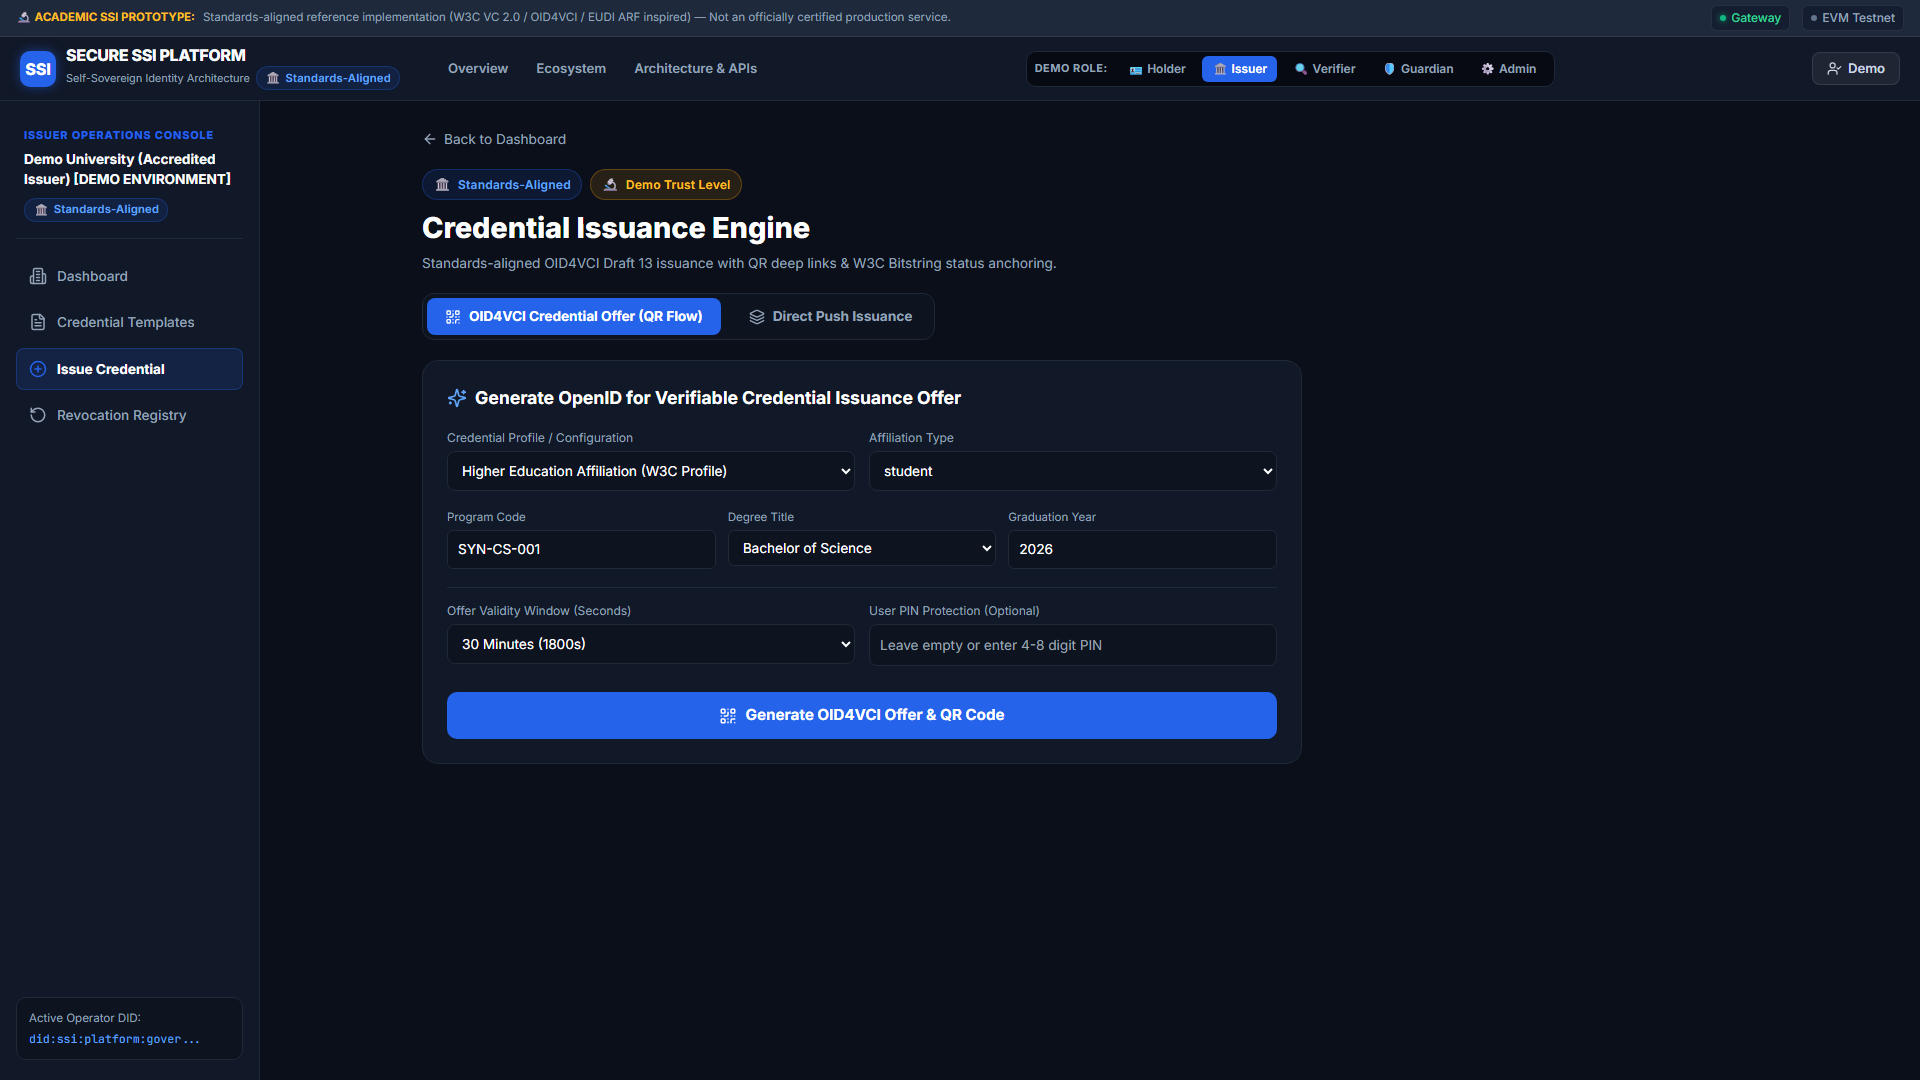 ACADEMIC SSI PROTOTYPE: Standards-aligned reference implementation (W3C VC 2.0 / OID4VCI / EUDI ARF inspired) — Not an officially certified production service.
Gateway
EVM Testnet
SSI
SECURE SSI PLATFORM
Self-Sovereign Identity Architecture
Standards-Aligned
Overview
Ecosystem
Architecture & APIs
DEMO ROLE:
Holder
Issuer
Verifier
Guardian
Admin
Demo
ISSUER OPERATIONS CONSOLE
Demo University (Accredited
Issuer) [DEMO ENVIRONMENT]
Standards-Aligned
Dashboard
Credential Templates
Issue Credential
Revocation Registry
Active Operator DID:
did:ssi:platform:gover...
Back to Dashboard
Standards-Aligned
Demo Trust Level
Credential Issuance Engine
Standards-aligned OID4VCI Draft 13 issuance with QR deep links & W3C Bitstring status anchoring.
OID4VCI Credential Offer (QR Flow)
Direct Push Issuance
Generate OpenID for Verifiable Credential Issuance Offer
Credential Profile / Configuration
Higher Education Affiliation (W3C Profile)
Affiliation Type
student
Program Code
SYN-CS-001
Degree Title
Bachelor of Science
Graduation Year
2026
Offer Validity Window (Seconds)
30 Minutes (1800s)
User PIN Protection (Optional)
Leave empty or enter 4-8 digit PIN
Generate OID4VCI Offer & QR Code